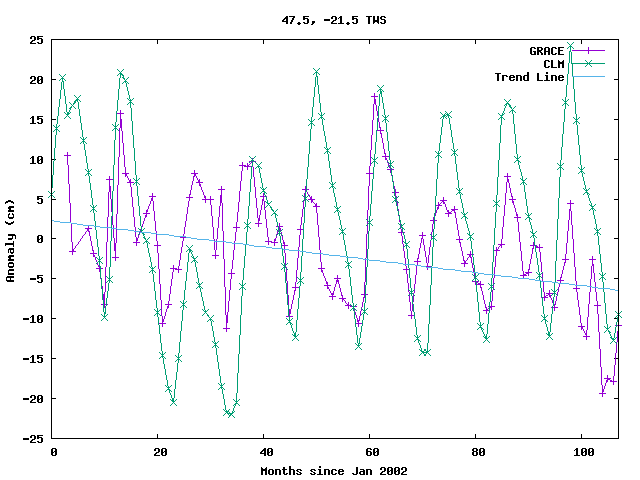 47.5, -21.5 TWS
GRACE
CLM
Trend Line
25
20
15
10
5
0
-5
-10
-15
-20
-25
Anomaly (cm)
0 20 40 60 80 100
Months since Jan 2002